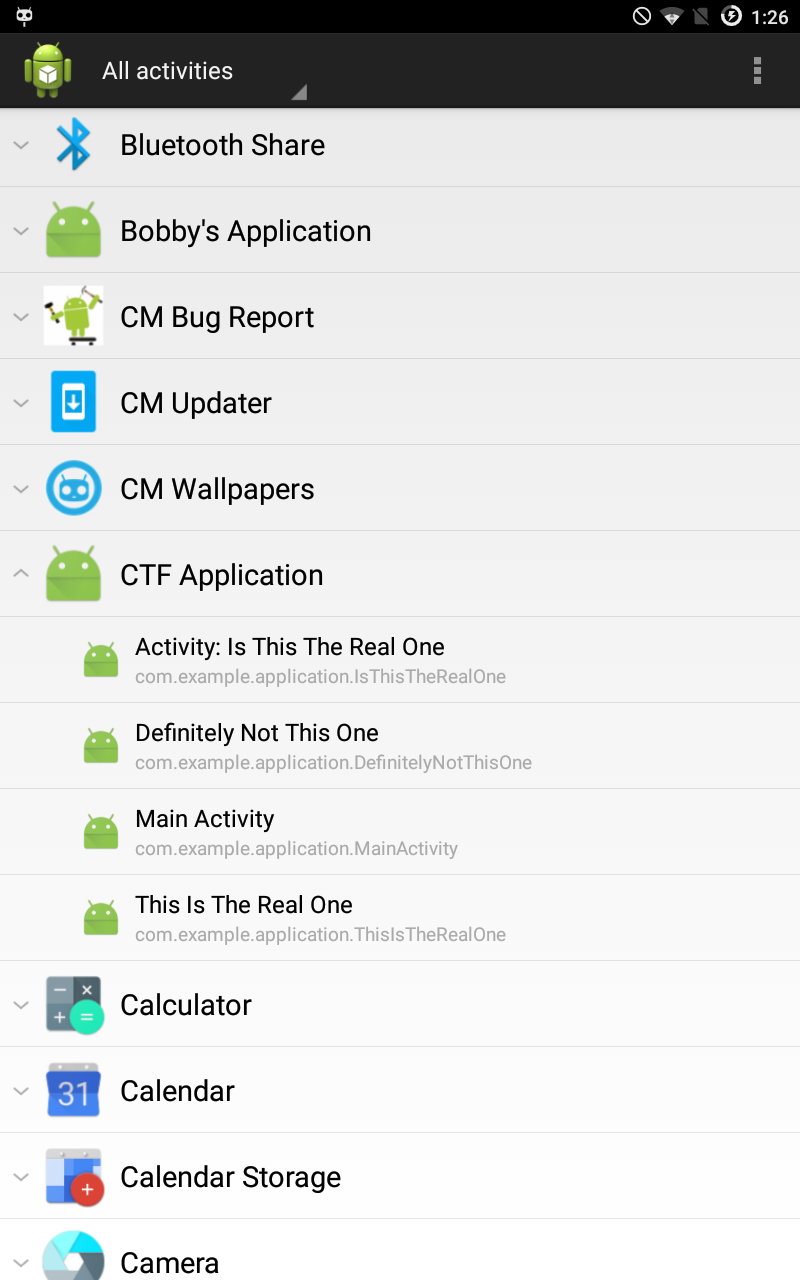 1:26
All activities
Bluetooth Share
Bobby's Application
CM Bug Report
CM Updater
CM Wallpapers
CTF Application
Activity: Is This The Real One
com.example.application.IsThisTheRealOne
Definitely Not This One
com.example.application.DefinitelyNotThisOne
Main Activity
com.example.application.MainActivity
This Is The Real One
com.example.application.ThisIsTheRealOne
Calculator
31
Calendar
Calendar Storage
Camera